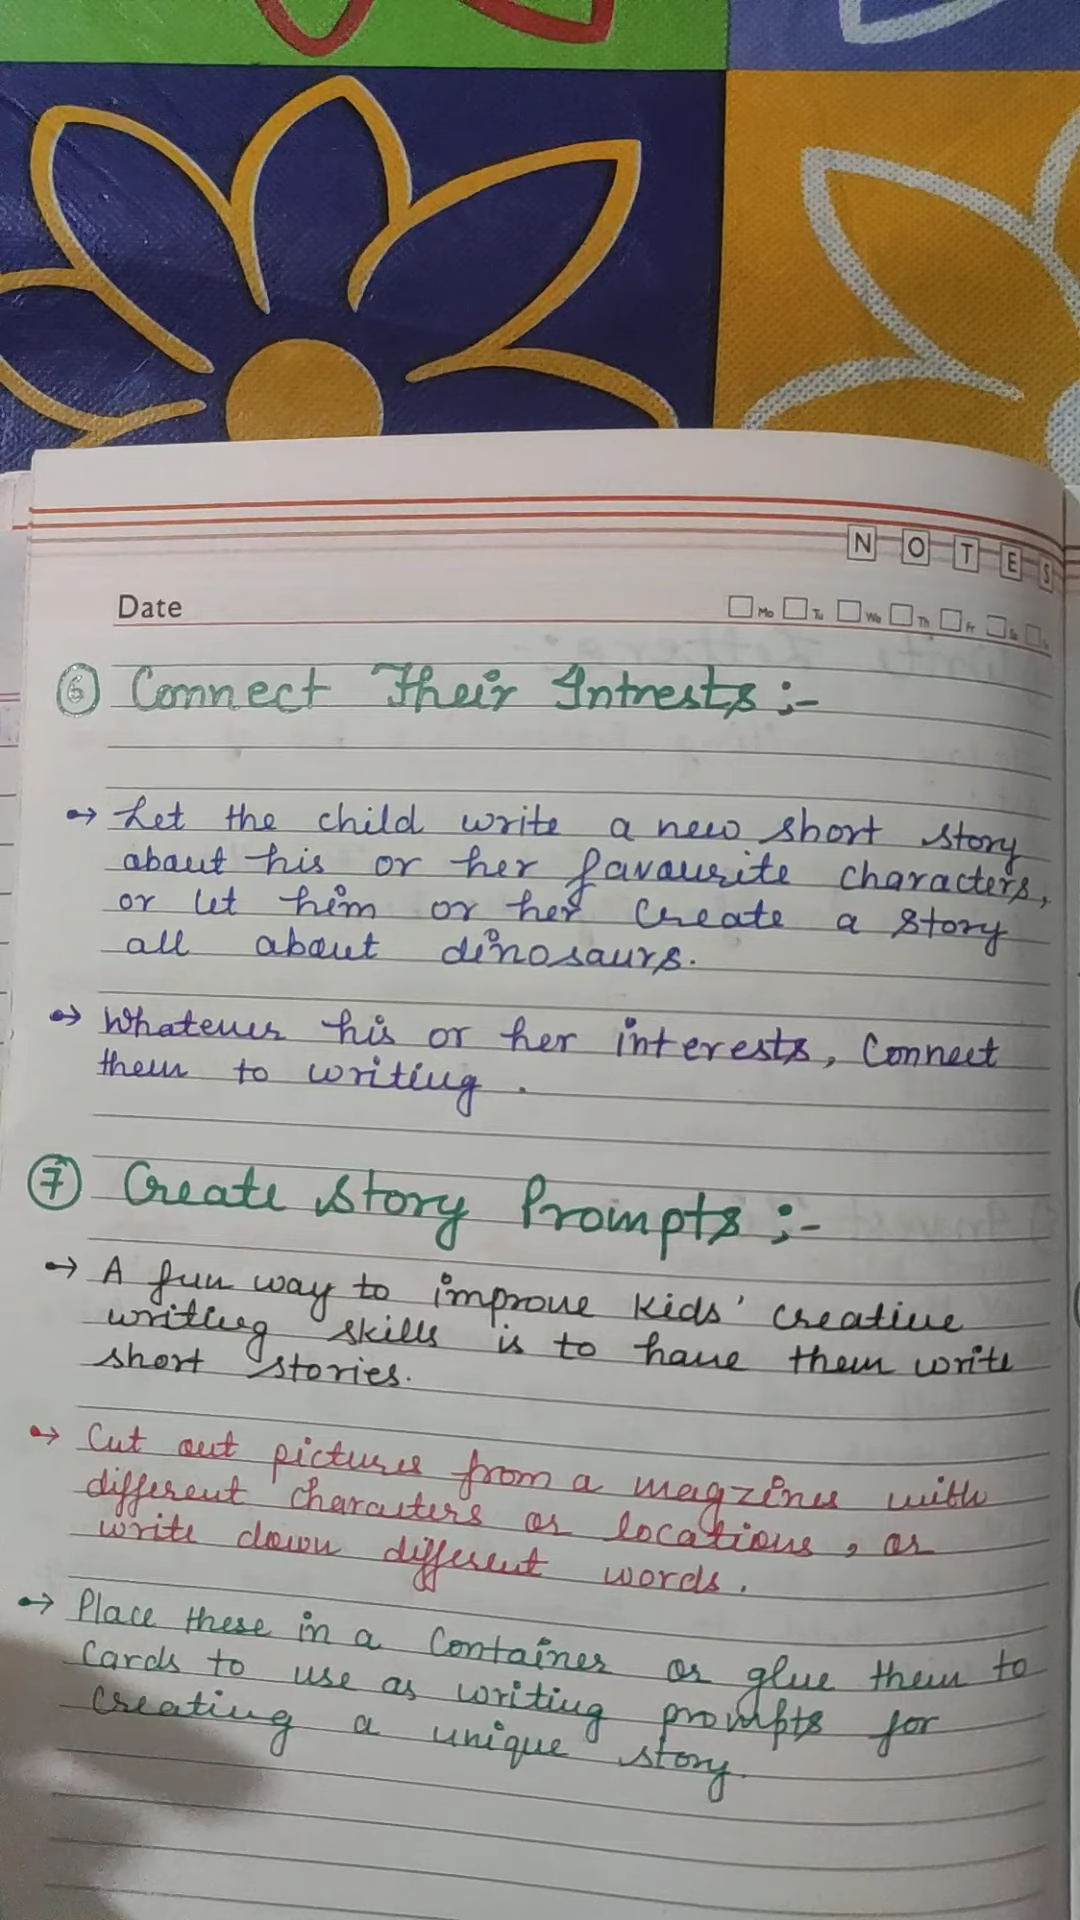 NOTES
Date
Mo Tu We Th Fr Sa
⑥ Connect Their Intrests :-
→ Let the child write a new short story
about his or her favourite characters,
or let him or her create a story
all about dinosaurs.
→ Whatever his or her interests, Connect
them to writing.
⑦ Create Story Prompts :-
→ A fun way to improve kids' creative
writing skills is to have them write
short stories.
→ Cut out pictures from a magzines with
different characters or locations, or
write down different words.
→ Place these in a container or glue them to
Cards to use as writing prompts for
creating a unique story.